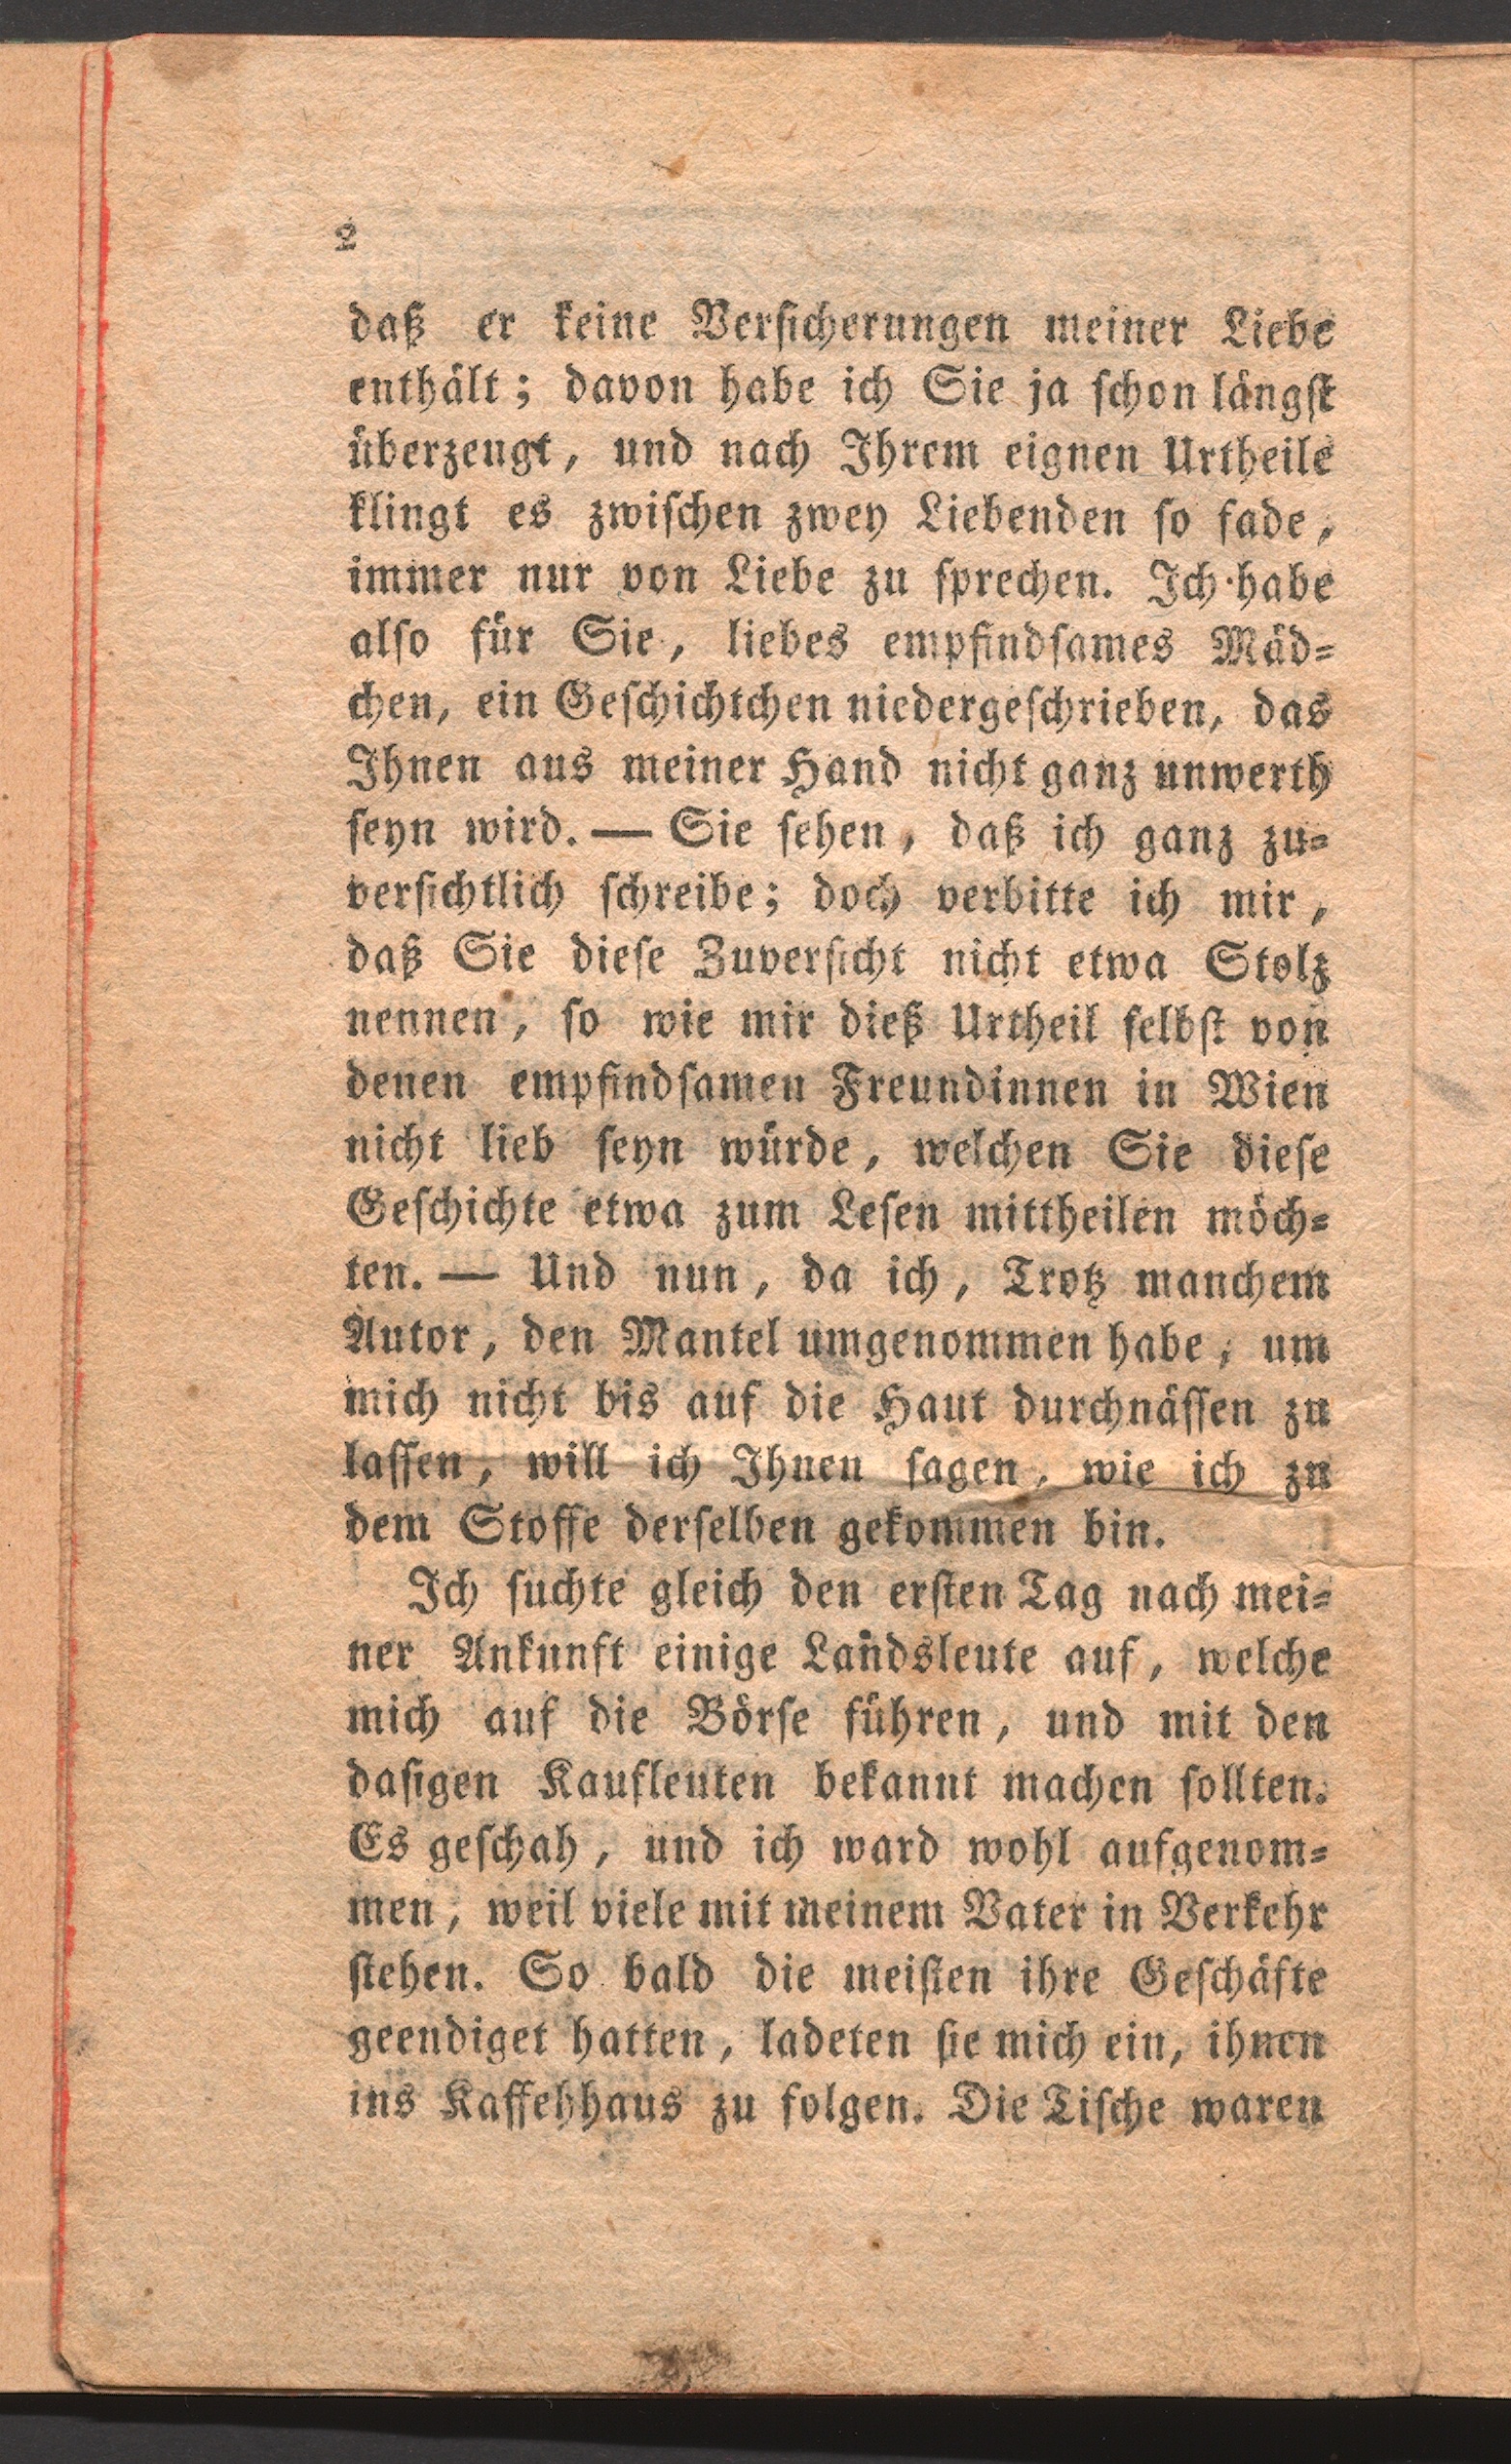 2
daß er keine Verſicherungen meiner Liebe
enthält; davon habe ich Sie ja ſchon längſt
überzeugt, und nach Ihrem eignen Urtheile
klingt es zwiſchen zwey Liebenden ſo fade,
immer nur von Liebe zu ſprechen. Ich habe
alſo für Sie, liebes empfindſames Mäd⸗
chen, ein Geſchichtchen niedergeſchrieben, das
Ihnen aus meiner Hand nicht ganz unwerth
ſeyn wird. — Sie ſehen, daß ich ganz zu⸗
verſichtlich ſchreibe; doch verbitte ich mir,
daß Sie dieſe Zuverſicht nicht etwa Stolz
nennen, ſo wie mir dieß Urtheil ſelbſt von
denen empfindſamen Freundinnen in Wien
nicht lieb ſeyn würde, welchen Sie dieſe
Geſchichte etwa zum Leſen mittheilen möch⸗
ten. — Und nun, da ich, Trotz manchem
Autor, den Mantel umgenommen habe, um
mich nicht bis auf die Haut durchnäſſen zu
laſſen, will ich Ihnen ſagen, wie ich zu
dem Stoffe derſelben gekommen bin.
Ich ſuchte gleich den erſten Tag nach mei⸗
ner Ankunft einige Landsleute auf, welche
mich auf die Börſe führen, und mit den
daſigen Kaufleuten bekannt machen ſollten.
Es geſchah, und ich ward wohl aufgenom⸗
men, weil viele mit meinem Vater in Verkehr
ſtehen. So bald die meiſten ihre Geſchäfte
geendiget hatten, ladeten ſie mich ein, ihnen
ins Kaffehhaus zu folgen. Die Tiſche waren